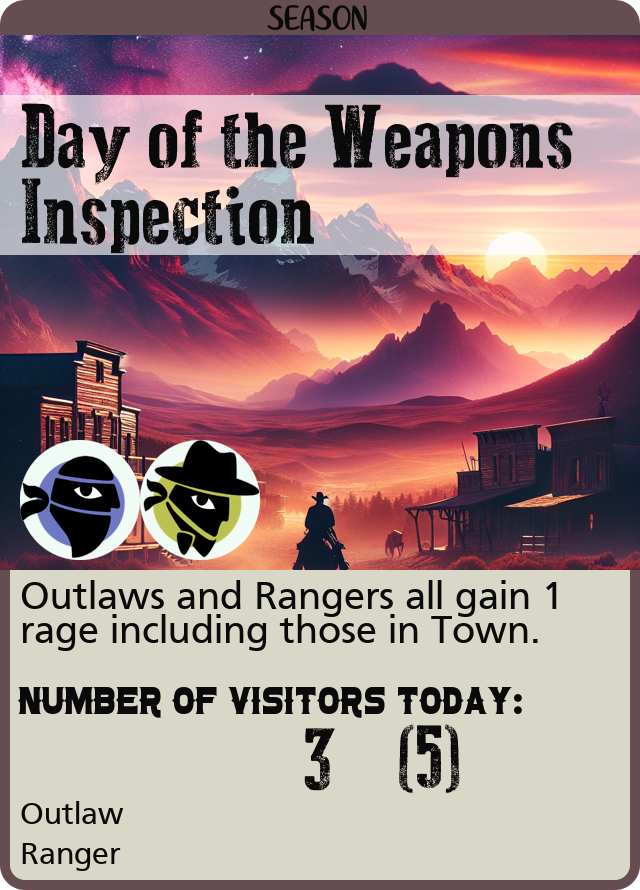 SEASON
Day of the Weapons
Inspection
Outlaws and Rangers all gain 1
rage including those in Town.
NUMBER OF VISITORS TODAY:
3 (5)
Outlaw
Ranger